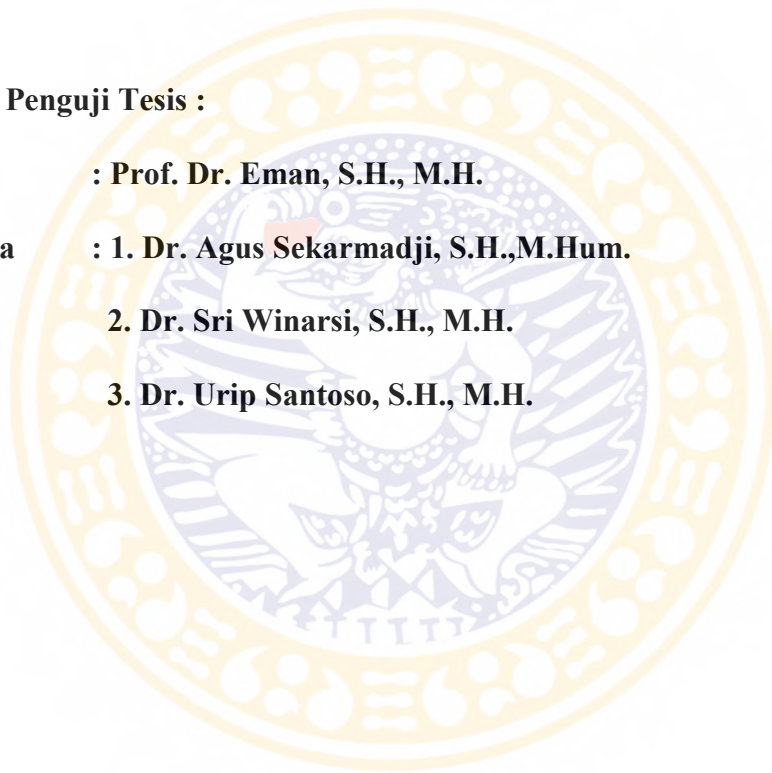 Penguji Tesis :
: Prof. Dr. Eman, S.H., M.H.
a : 1. Dr. Agus Sekarmadji, S.H.,M.Hum.
2. Dr. Sri Winarsi, S.H., M.H.
3. Dr. Urip Santoso, S.H., M.H.